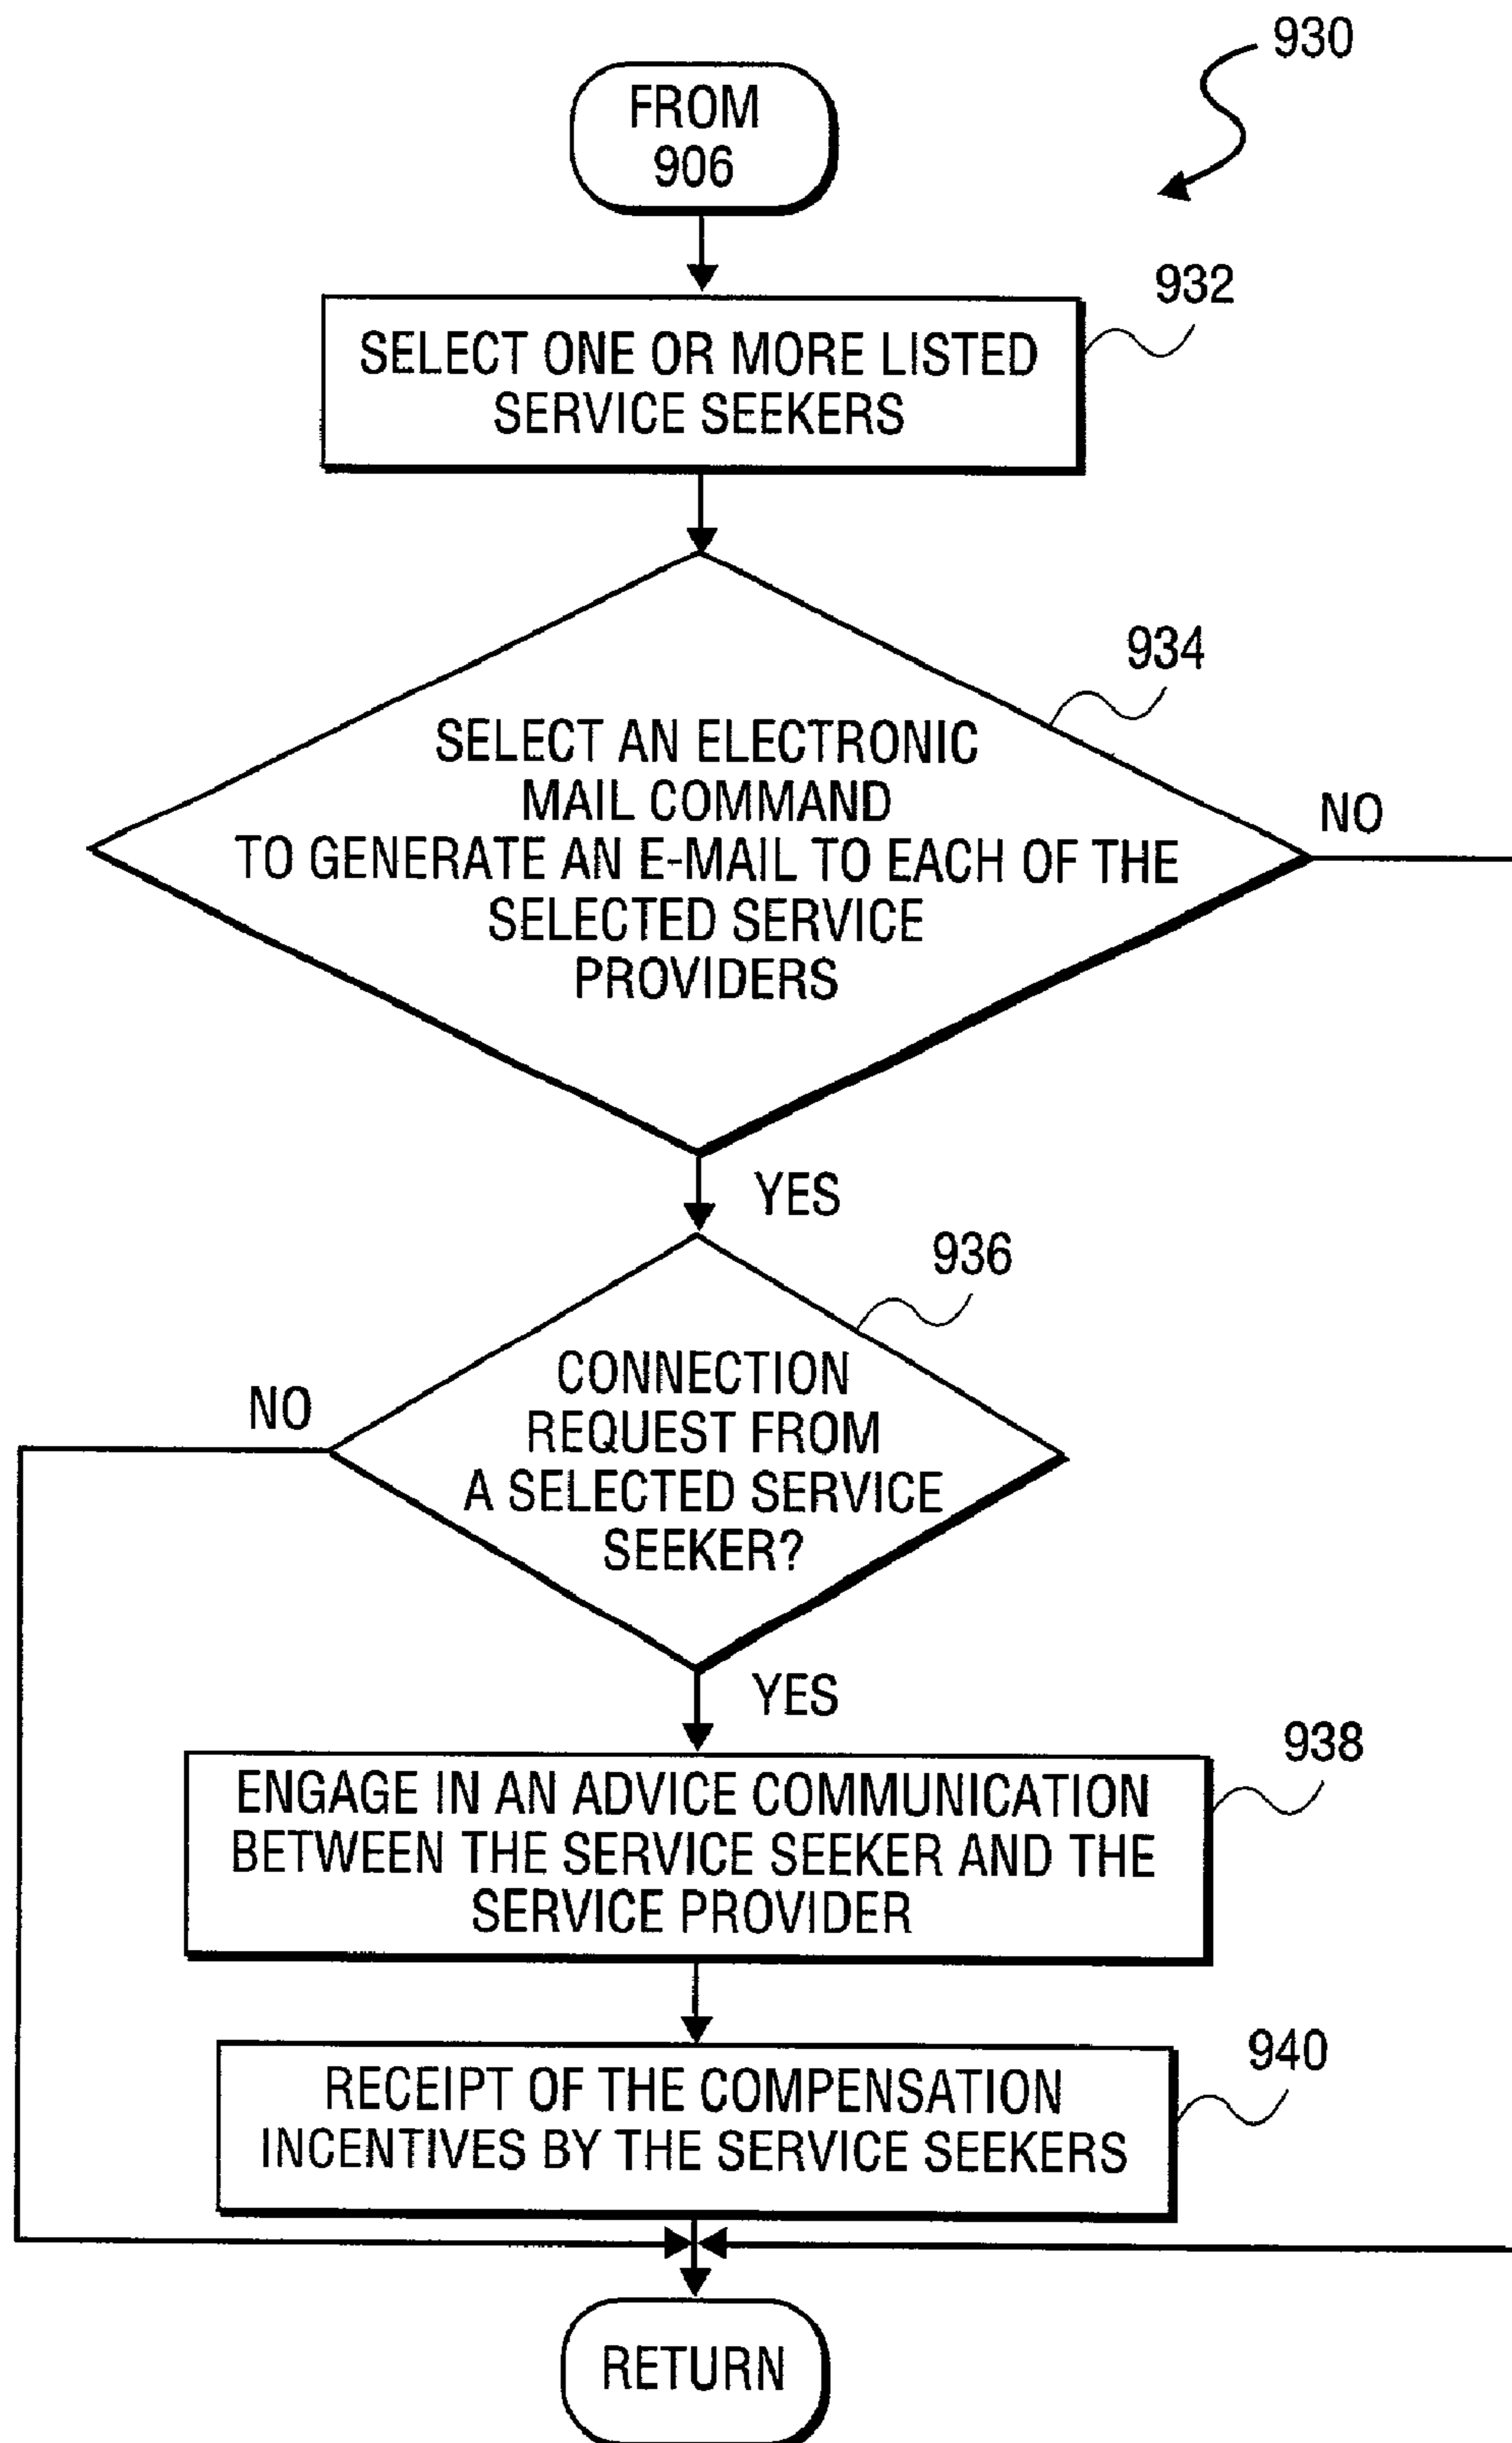 930
FROM
906
932
SELECT ONE OR MORE LISTED
SERVICE SEEKERS
934
SELECT AN ELECTRONIC
MAIL COMMAND
TO GENERATE AN E-MAIL TO EACH OF THE
SELECTED SERVICE
PROVIDERS
NO
YES
936
CONNECTION
REQUEST FROM
A SELECTED SERVICE
SEEKER?
NO
YES
938
ENGAGE IN AN ADVICE COMMUNICATION
BETWEEN THE SERVICE SEEKER AND THE
SERVICE PROVIDER
940
RECEIPT OF THE COMPENSATION
INCENTIVES BY THE SERVICE SEEKERS
RETURN